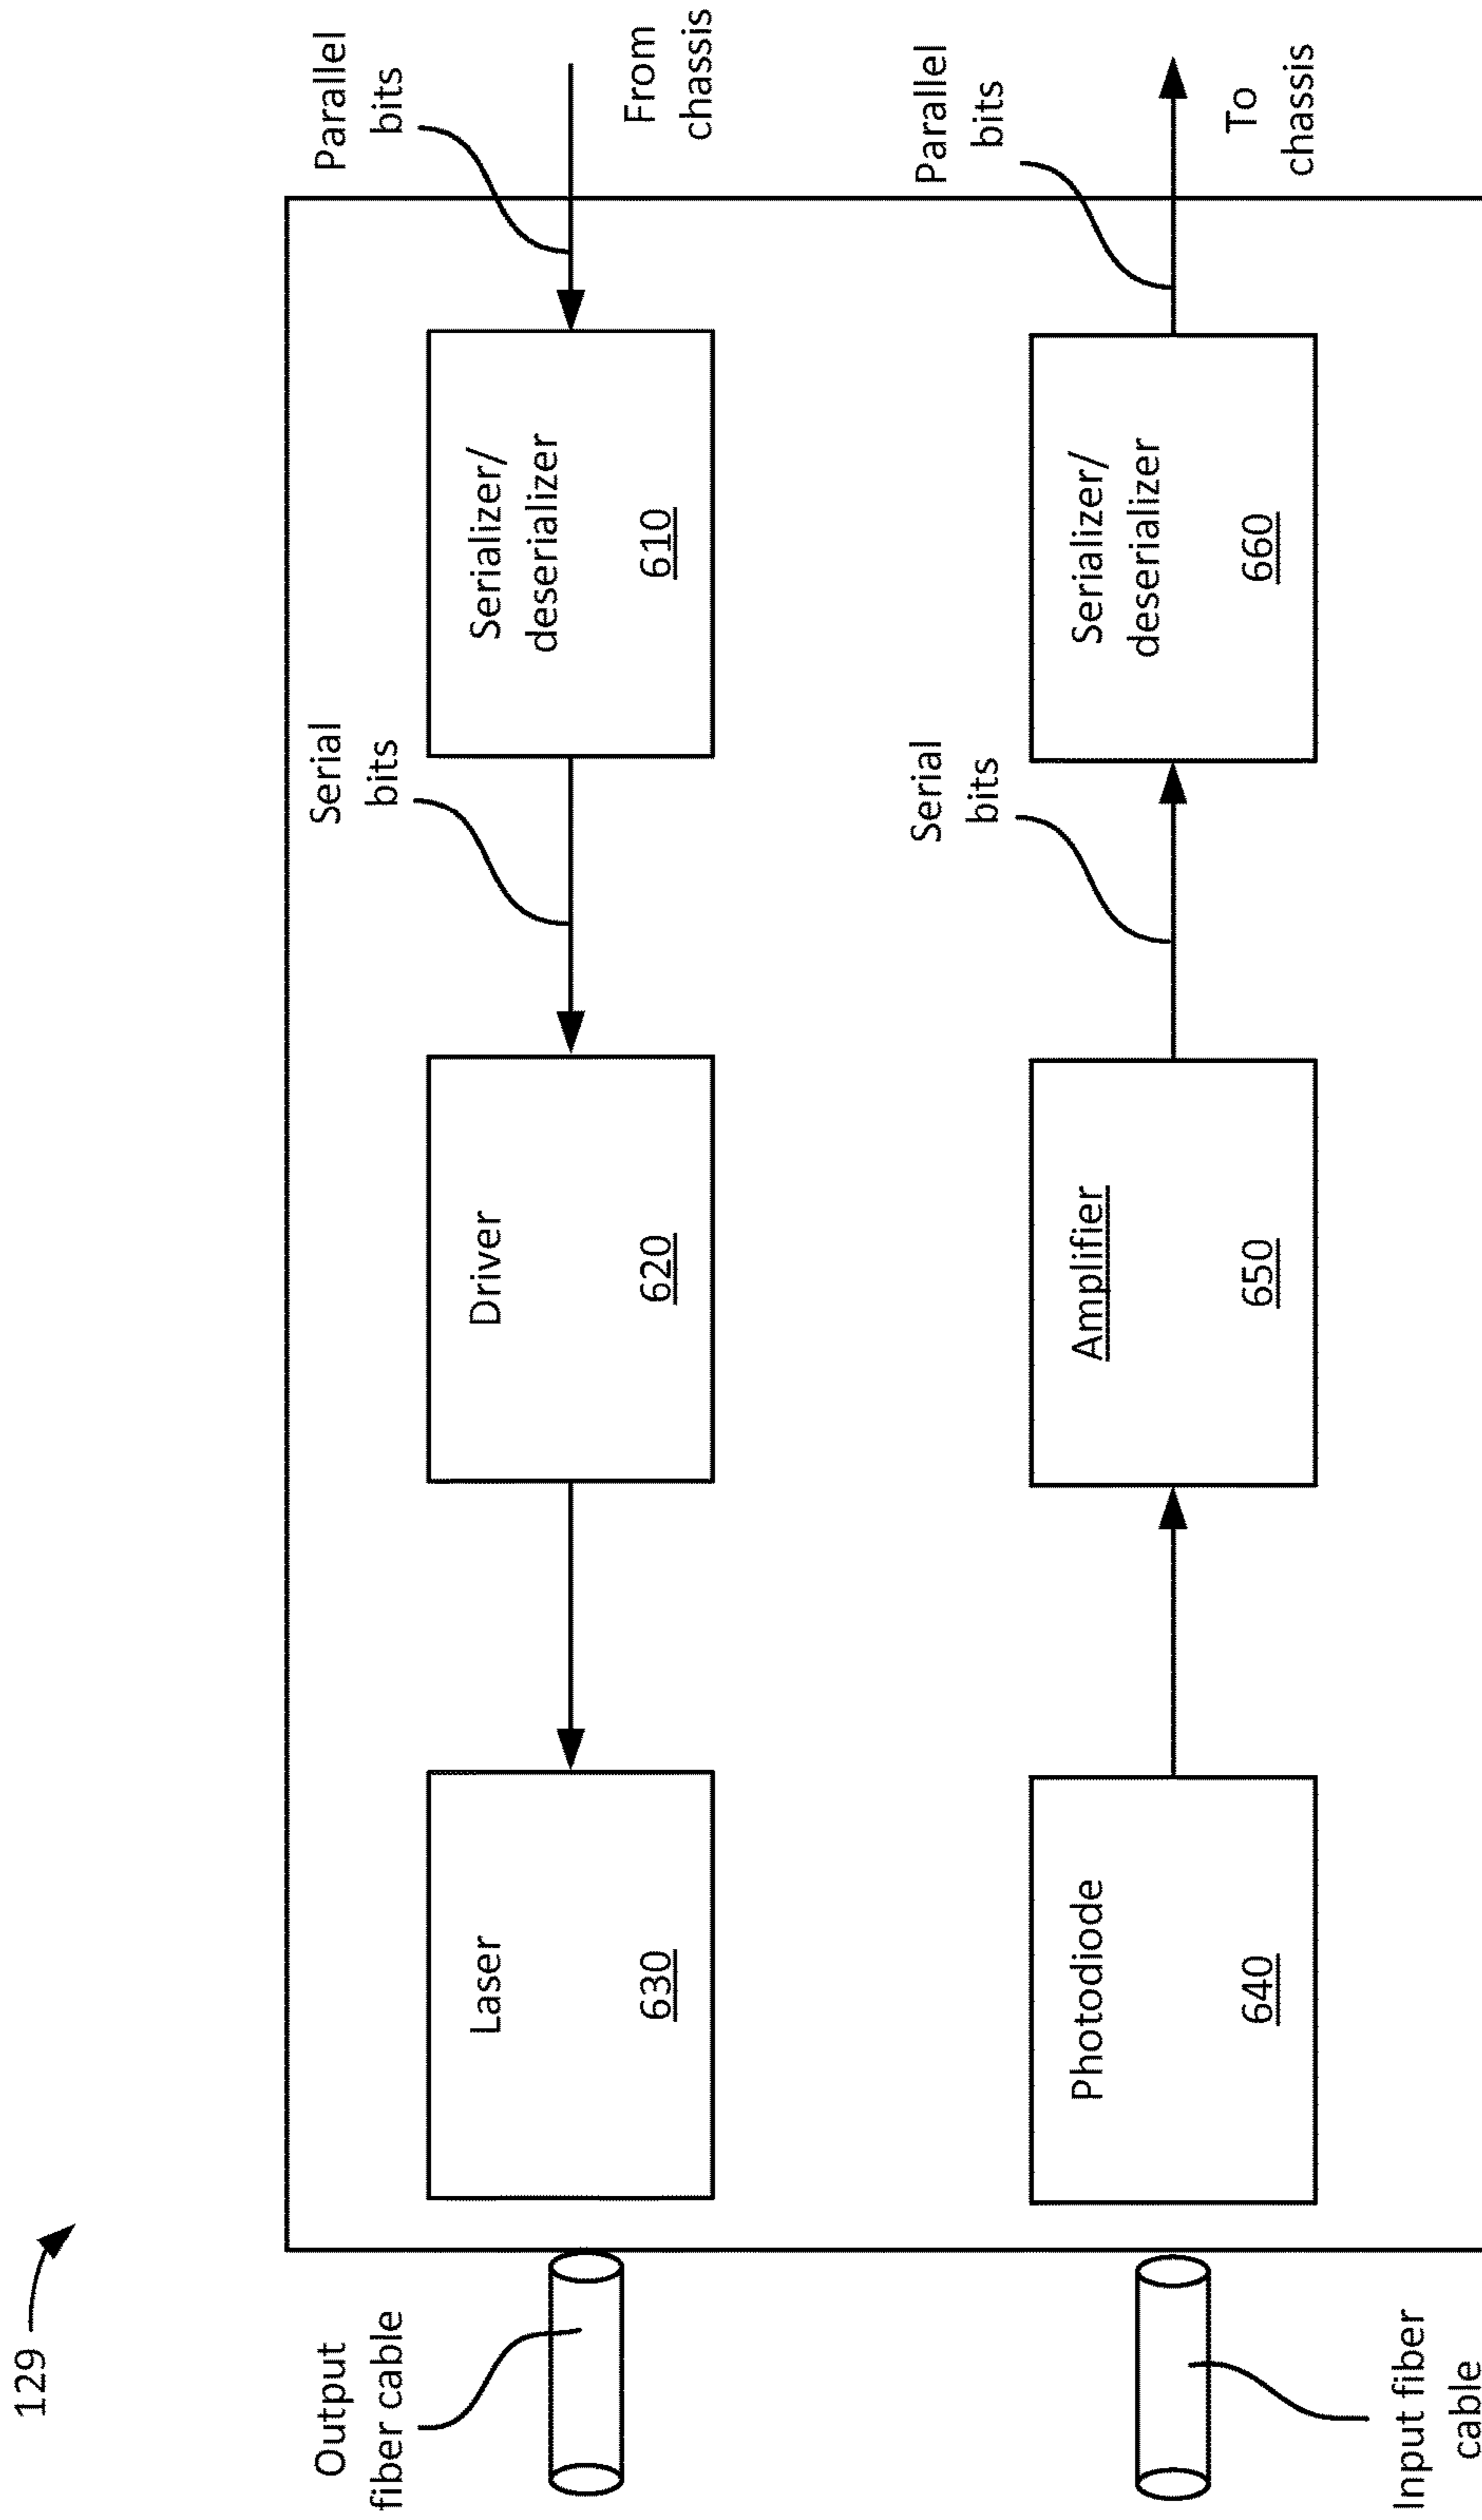 129
Output
fiber cable
Laser
630
Driver
620
Serial
bits
Serializer/
deserializer
610
Parallel
bits
From
chassis
Input fiber
cable
Photodiode
640
Amplifier
650
Serial
bits
Serializer/
deserializer
660
Parallel
bits
To
chassis